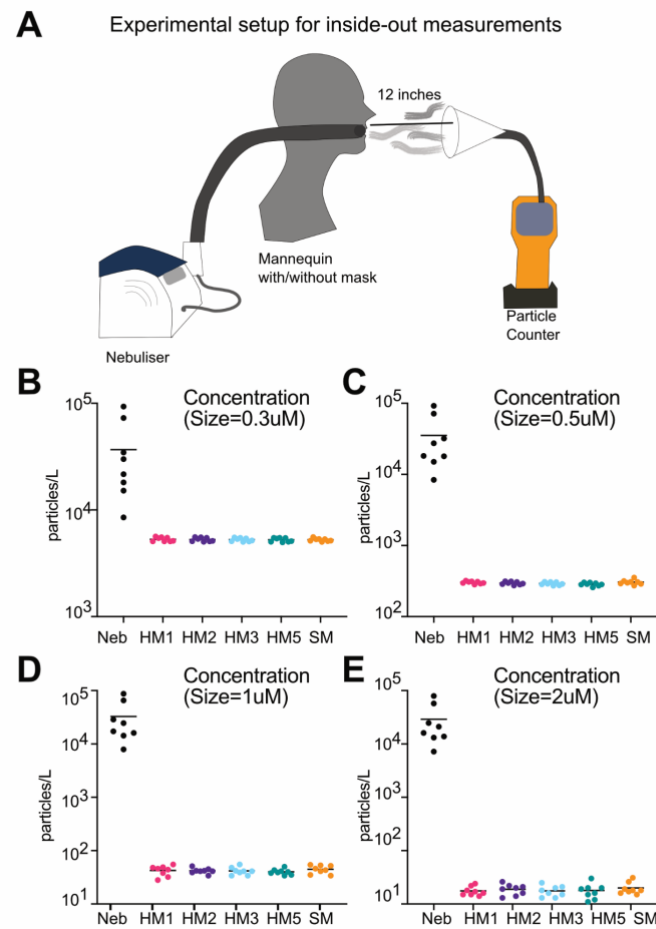 A
Experimental setup for inside-out measurements
12 inches
Mannequin
with/without mask
Nebuliser
Particle
Counter
B
Concentration
(Size=0.3uM)
particles/L
10^5
10^4
10^3
Neb HM1 HM2 HM3 HM5 SM
C
Concentration
(Size=0.5uM)
particles/L
10^5
10^4
10^3
10^2
Neb HM1 HM2 HM3 HM5 SM
D
Concentration
(Size=1uM)
particles/L
10^5
10^4
10^3
10^2
10^1
Neb HM1 HM2 HM3 HM5 SM
E
Concentration
(Size=2uM)
particles/L
10^5
10^4
10^3
10^2
10^1
Neb HM1 HM2 HM3 HM5 SM